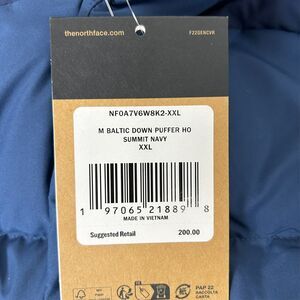 thenorthface.com F22GENCVR
NF0A7V6W8K2-XXL
M BALTIC DOWN PUFFER HO
SUMMIT NAVY
XXL
1 97065 21889 8
MADE IN VIETNAM
Suggested Retail 200.00
PAP 22
RACCOLTA
CARTA